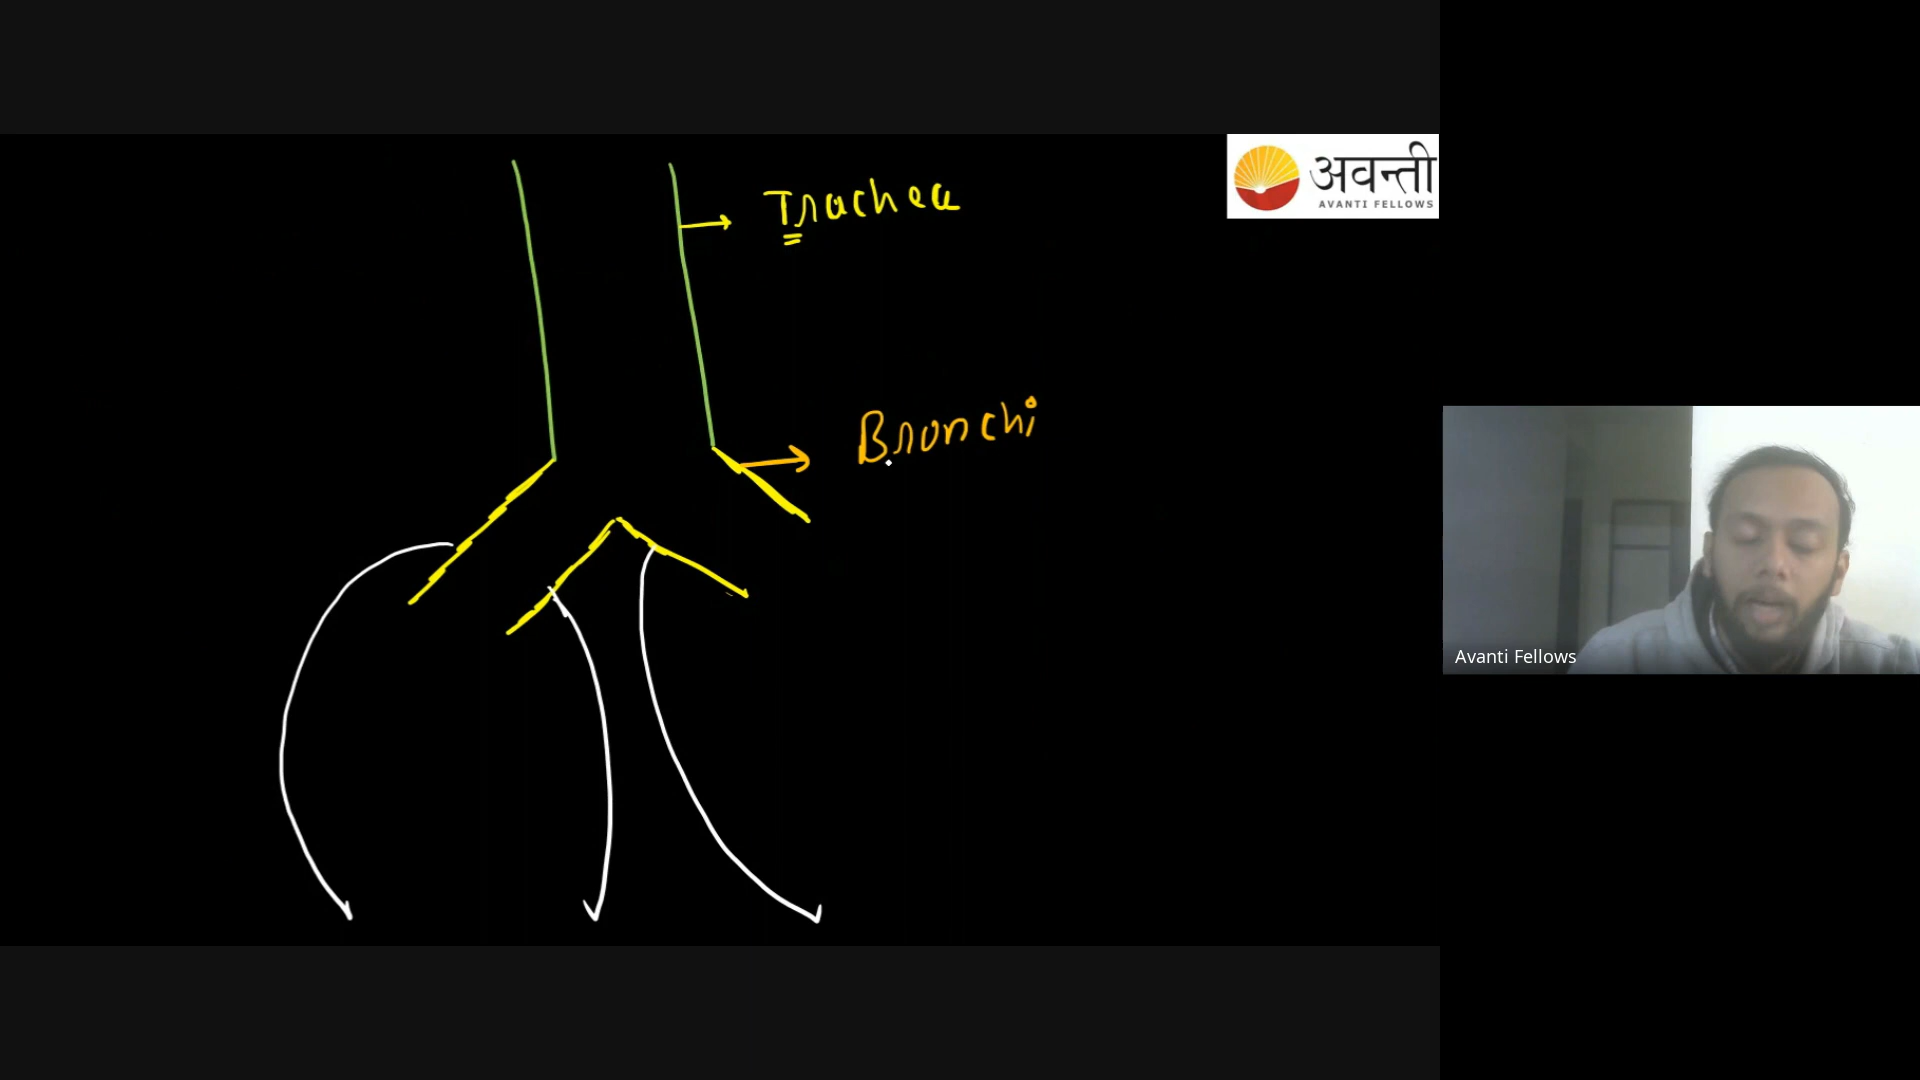 Trachea
अवन्ती
AVANTI FELLOWS
Bronchi
Avanti Fellows